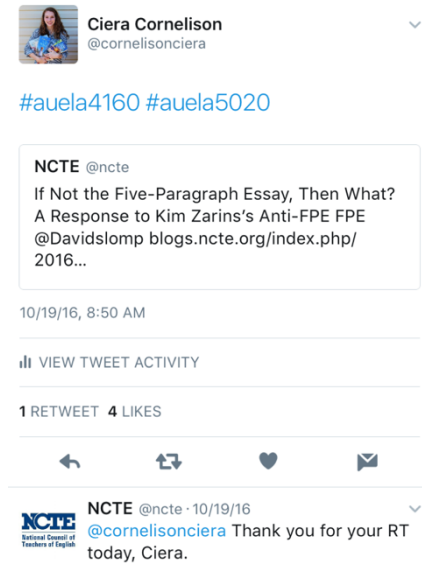 Ciera Cornelison
@cornelisonciera
#auela4160 #auela5020
NCTE @ncte
If Not the Five-Paragraph Essay, Then What?
A Response to Kim Zarins's Anti-FPE FPE
@Davidslomp blogs.ncte.org/index.php/
2016...
10/19/16, 8:50 AM
VIEW TWEET ACTIVITY
1 RETWEET 4 LIKES
NCTE @ncte · 10/19/16
NCTE
National Council of
Teachers of English
@cornelisonciera Thank you for your RT
today, Ciera.